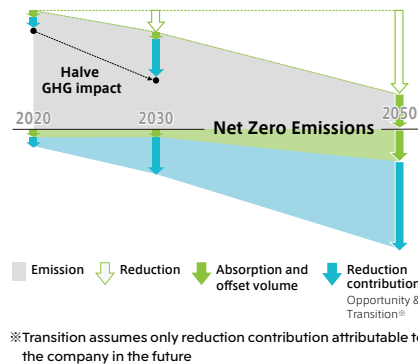 Halve
GHG impact
2020
2030
Net Zero Emissions
2050
Emission
Reduction
Absorption and
offset volume
Reduction
contribution
Opportunity &
Transition※
※Transition assumes only reduction contribution attributable to
the company in the future